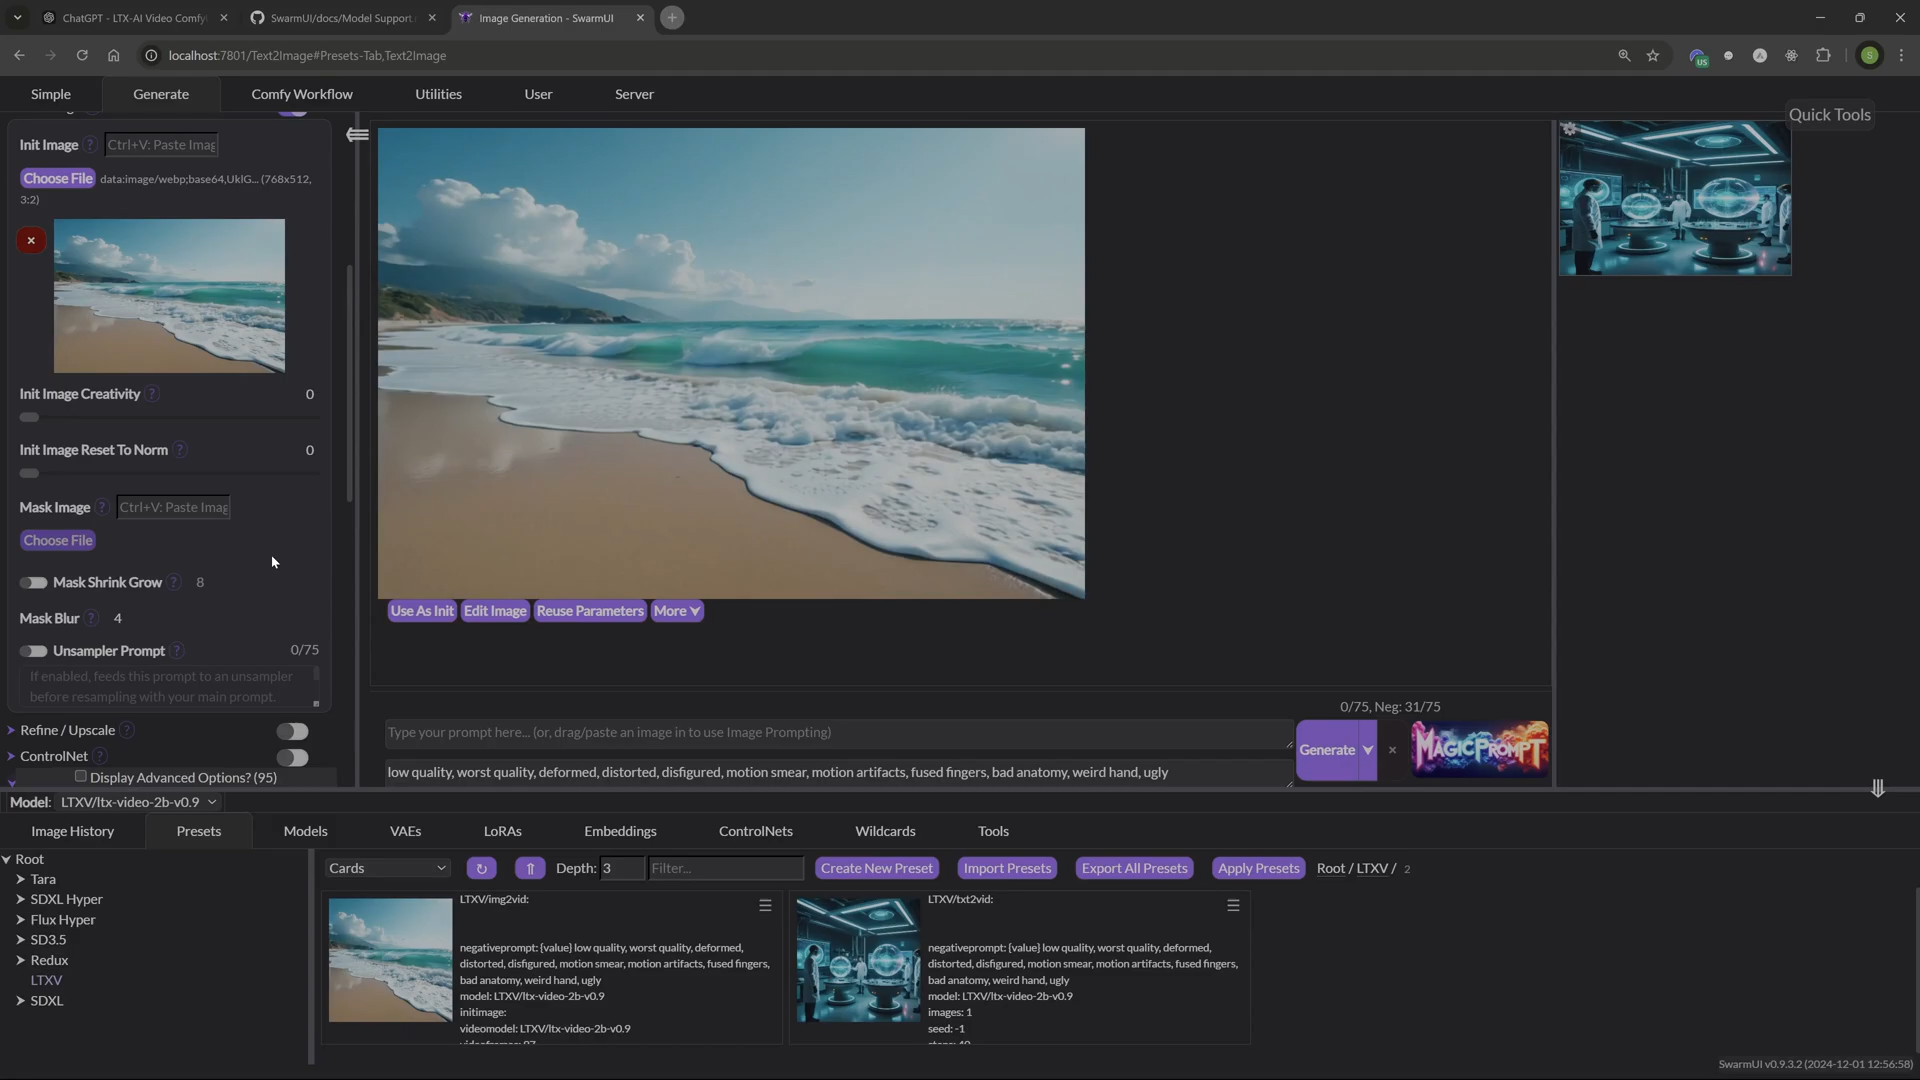 ChatGPT - LTX-AI Video Comfy
SwarmUI/docs/Model Support
Image Generation - SwarmUI
localhost:7801/Text2Image#Presets-Tab,Text2Image
US
S
Simple
Generate
Comfy Workflow
Utilities
User
Server
Quick Tools
Init Image ? Ctrl+V: Paste Imag
Choose File data:image/webp;base64,UklG... (768x512,
3:2)
Init Image Creativity ? 0
Init Image Reset To Norm ? 0
Mask Image ? Ctrl+V: Paste Imag
Choose File
Mask Shrink Grow ? 8
Mask Blur ? 4
Unsampler Prompt ? 0/75
If enabled, feeds this prompt to an unsampler
before resampling with your main prompt.
Refine / Upscale ?
ControlNet ?
Display Advanced Options? (95)
Use As Init
Edit Image
Reuse Parameters
More
0/75, Neg: 31/75
Type your prompt here... (or, drag/paste an image in to use Image Prompting)
Generate
MAGICPROMPT
low quality, worst quality, deformed, distorted, disfigured, motion smear, motion artifacts, fused fingers, bad anatomy, weird hand, ugly
Model: LTXV/ltx-video-2b-v0.9
Image History
Presets
Models
VAEs
LoRAs
Embeddings
ControlNets
Wildcards
Tools
Root
Tara
SDXL Hyper
Flux Hyper
SD3.5
Redux
LTXV
SDXL
Cards
Depth: 3
Filter...
Create New Preset
Import Presets
Export All Presets
Apply Presets
Root / LTXV / 2
LTXV/img2vid:
negativeprompt: {value} low quality, worst quality, deformed,
distorted, disfigured, motion smear, motion artifacts, fused fingers,
bad anatomy, weird hand, ugly
model: LTXV/ltx-video-2b-v0.9
initimage:
videomodel: LTXV/ltx-video-2b-v0.9
videoframes: 97
LTXV/txt2vid:
negativeprompt: {value} low quality, worst quality, deformed,
distorted, disfigured, motion smear, motion artifacts, fused fingers,
bad anatomy, weird hand, ugly
model: LTXV/ltx-video-2b-v0.9
images: 1
seed: -1
steps: 40
SwarmUI v0.9.3.2 (2024-12-01 12:56:58)